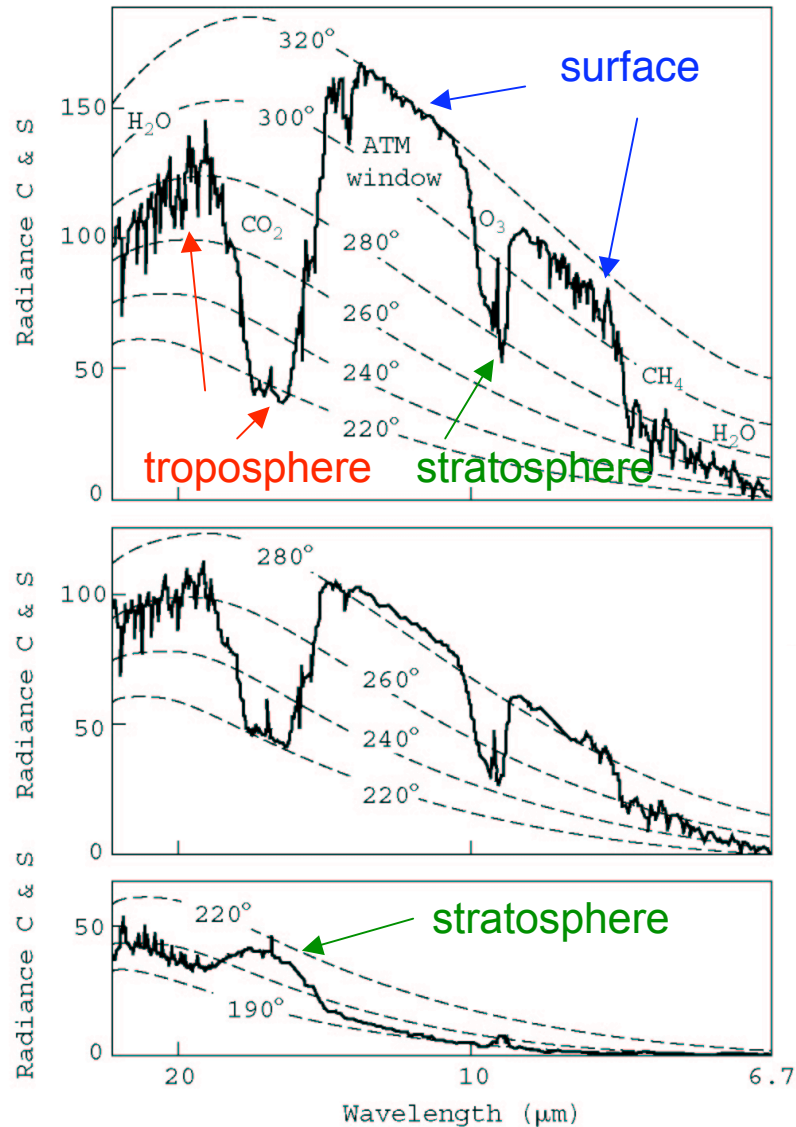 Radiance C & S
150
100
50
0
320°
surface
H₂O
300°
ATM
window
CO₂
O₃
280°
260°
240°
CH₄
220°
H₂O
troposphere
stratosphere
Radiance C & S
100
50
0
280°
260°
240°
220°
Radiance C & S
50
0
220°
stratosphere
190°
20
10
6.7
Wavelength (μm)